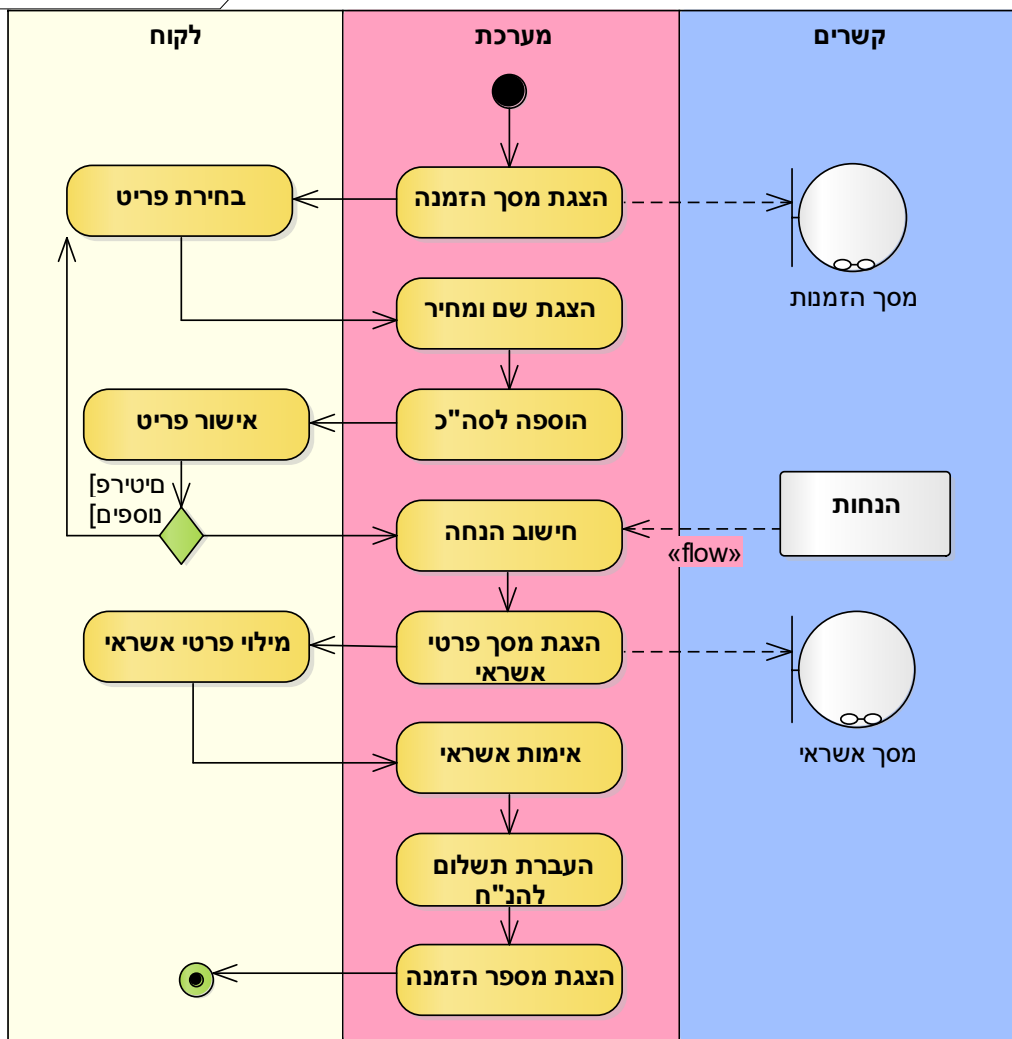 לקוח
מערכת
קשרים
בחירת פריט
הצגת מסך הזמנה
מסך הזמנות
הצגת שם ומחיר
אישור פריט
הוספה לסה"כ
[םיטירפ
נוספים]
חישוב הנחה
«flow»
הנחות
מילוי פרטי אשראי
הצגת מסך פרטי
אשראי
מסך אשראי
אימות אשראי
העברת תשלום
להנ"ח
הצגת מספר הזמנה